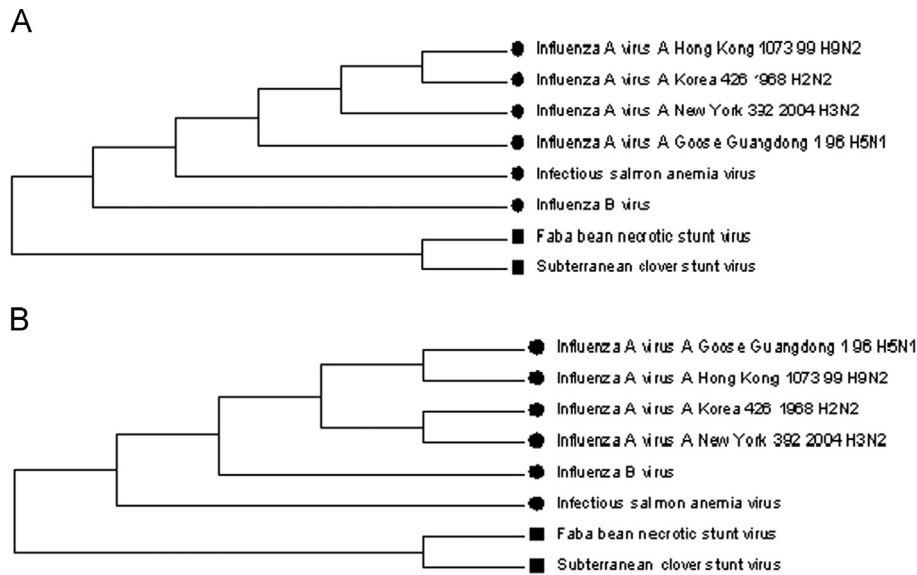 A
Influenza A virus A Hong Kong 1073 99 H9N2
Influenza A virus A Korea 426 1968 H2N2
Influenza A virus A New York 392 2004 H3N2
Influenza A virus A Goose Guangdong 1 96 H5N1
Infectious salmon anemia virus
Influenza B virus
Faba bean necrotic stunt virus
Subterranean clover stunt virus
B
Influenza A virus A Goose Guangdong 1 96 H5N1
Influenza A virus A Hong Kong 1073 99 H9N2
Influenza A virus A Korea 426 1968 H2N2
Influenza A virus A New York 392 2004 H3N2
Influenza B virus
Infectious salmon anemia virus
Faba bean necrotic stunt virus
Subterranean clover stunt virus